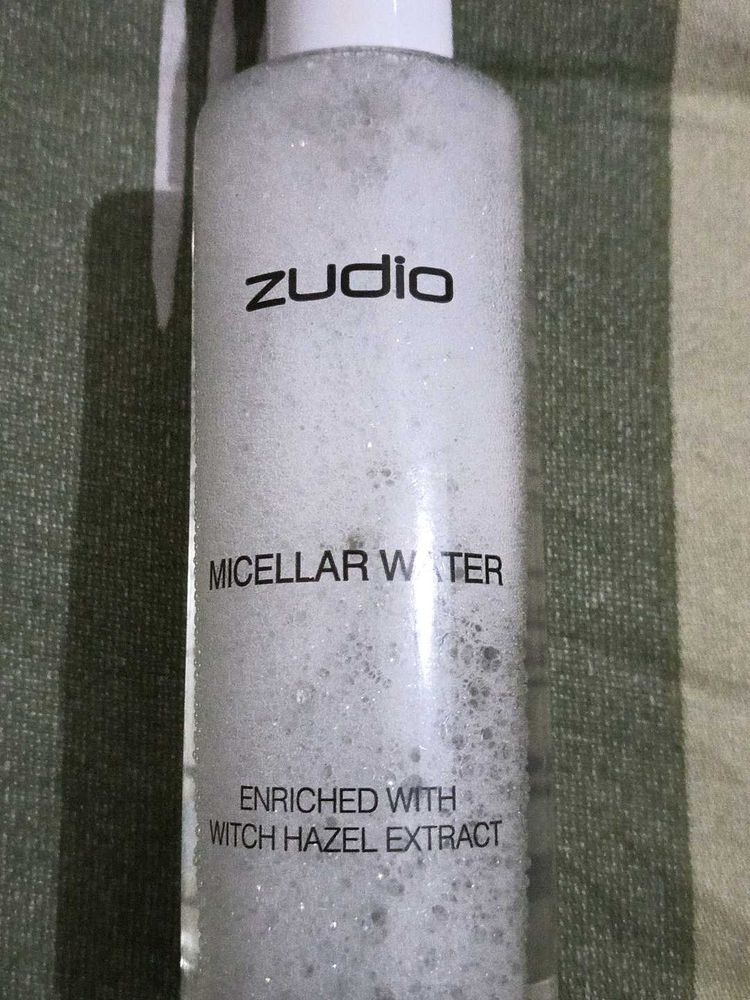 zudio
MICELLAR WATER
ENRICHED WITH
WITCH HAZEL EXTRACT